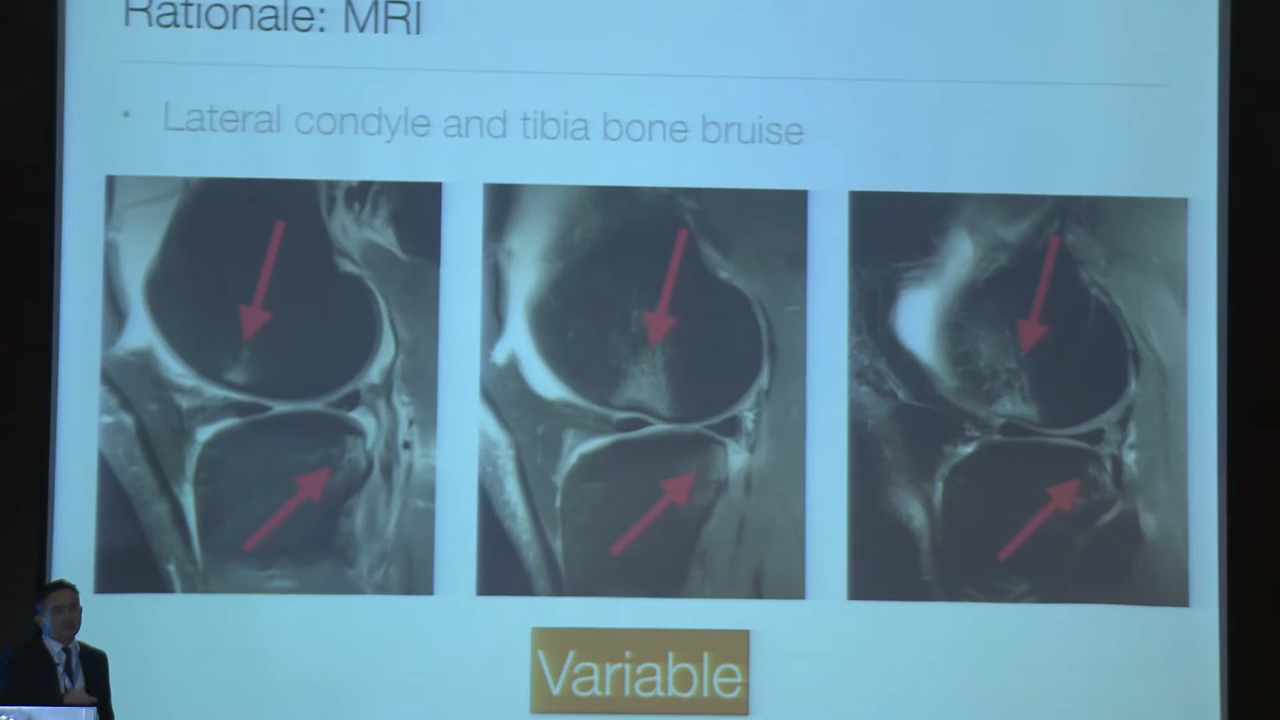 Rationale: MRI
• Lateral condyle and tibia bone bruise
Variable